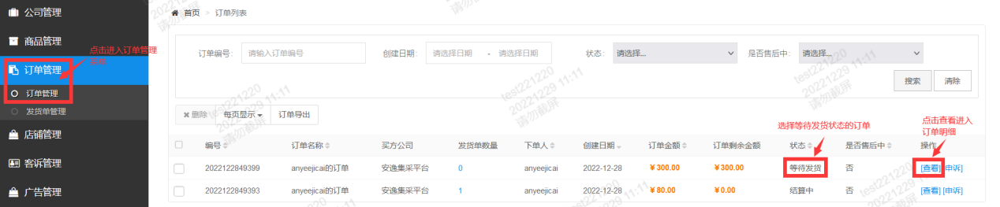 公司管理
首页 > 订单列表
商品管理
点击进入订单管理
订单编号: 请输入订单编号 创建日期: 请选择日期 - 请选择日期 状态: 请选择... 是否售后中: 请选择...
订单管理
搜索 清除
订单管理
发货单管理
删除 每页显示 订单导出
店铺管理
选择等待发货状态的订单
点击查看进入
订单明细
编号 订单名称 买方公司 发货单数量 下单人 创建日期 订单金额 订单剩余金额 状态 是否售后中 操作
客诉管理
2022122849399 anyeejicai的订单 安逸集采平台 0 anyeejicai 2022-12-28 ¥300.00 ¥300.00 等待发货 否 [查看] [申诉]
广告管理
2022122849393 anyeejicai的订单 安逸集采平台 1 anyeejicai 2022-12-28 ¥80.00 ¥0.00 结算中 否 [查看] [申诉]
test221220
20221229 11:11
请勿截屏